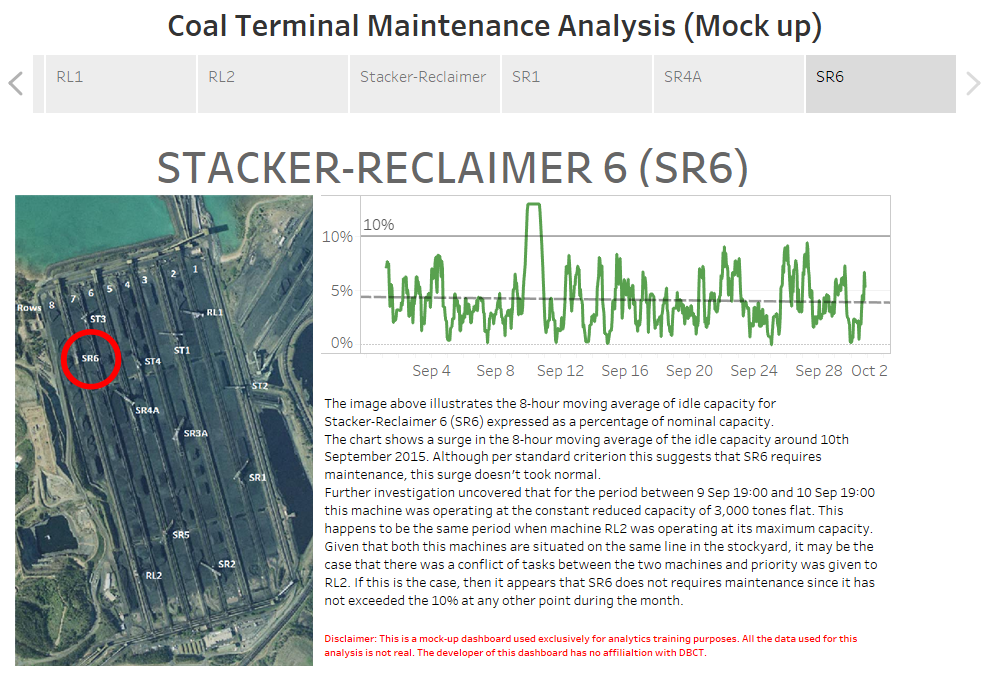 Coal Terminal Maintenance Analysis (Mock up)
RL1
RL2
Stacker-Reclaimer
SR1
SR4A
SR6
STACKER-RECLAIMER 6 (SR6)
Rows 8 7 6 5 4 3 2 1
ST3
RL1
SR6
ST4
ST1
ST2
SR4A
SR3A
SR1
SR5
SR2
RL2
10%
10%
5%
0%
Sep 4 Sep 8 Sep 12 Sep 16 Sep 20 Sep 24 Sep 28 Oct 2
The image above illustrates the 8-hour moving average of idle capacity for
Stacker-Reclaimer 6 (SR6) expressed as a percentage of nominal capacity.
The chart shows a surge in the 8-hour moving average of the idle capacity around 10th
September 2015. Although per standard criterion this suggests that SR6 requires
maintenance, this surge doesn't took normal.
Further investigation uncovered that for the period between 9 Sep 19:00 and 10 Sep 19:00
this machine was operating at the constant reduced capacity of 3,000 tones flat. This
happens to be the same period when machine RL2 was operating at its maximum capacity.
Given that both this machines are situated on the same line in the stockyard, it may be the
case that there was a conflict of tasks between the two machines and priority was given to
RL2. If this is the case, then it appears that SR6 does not requires maintenance since it has
not exceeded the 10% at any other point during the month.
Disclaimer: This is a mock-up dashboard used exclusively for analytics training purposes. All the data used for this
analysis is not real. The developer of this dashboard has no affilialtion with DBCT.